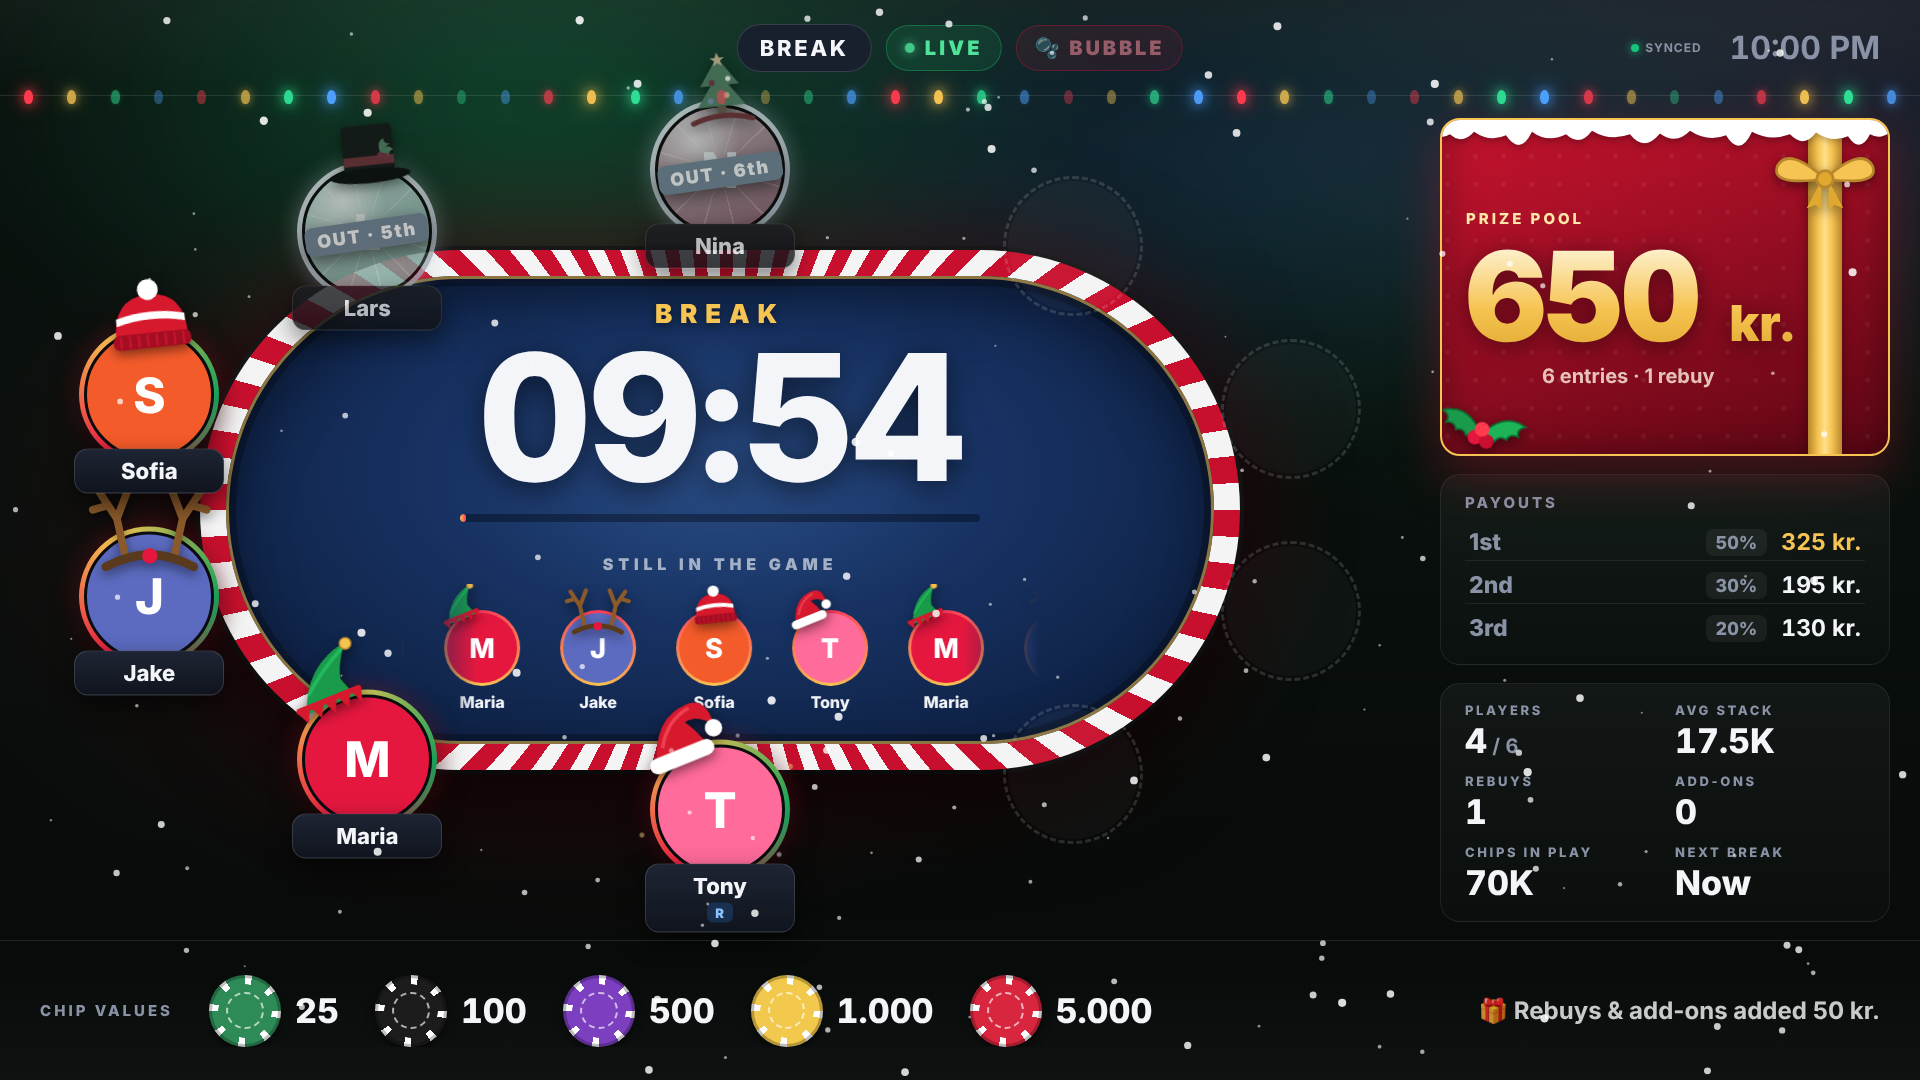 BREAK
LIVE
BUBBLE
SYNCED
10:00 PM
OUT · 5th
Lars
OUT · 6th
Nina
S
Sofia
J
Jake
M
Maria
T
Tony
R
BREAK
09:54
STILL IN THE GAME
M
J
S
T
M
Maria
Jake
Sofia
Tony
Maria
PRIZE POOL
650 kr.
6 entries · 1 rebuy
PAYOUTS
1st 50% 325 kr.
2nd 30% 195 kr.
3rd 20% 130 kr.
PLAYERS
4 / 6
AVG STACK
17.5K
REBUYS
1
ADD-ONS
0
CHIPS IN PLAY
70K
NEXT BREAK
Now
CHIP VALUES
25
100
500
1.000
5.000
Rebuys & add-ons added 50 kr.